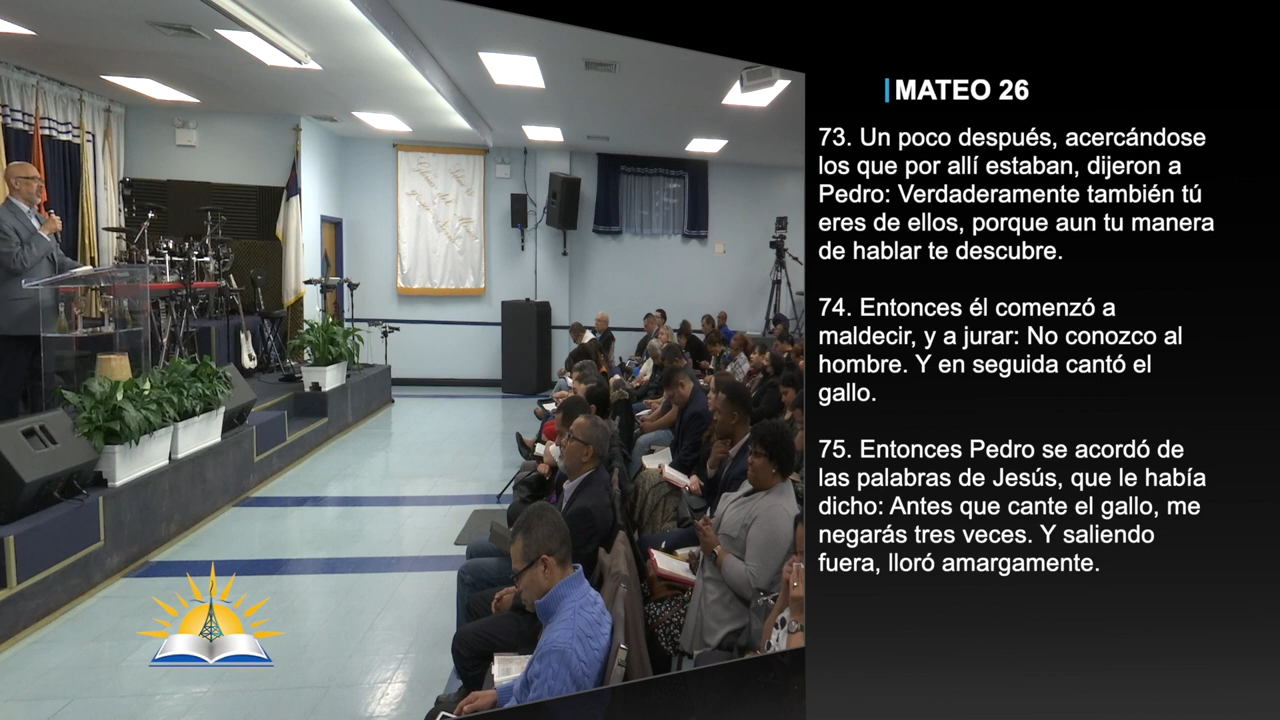 MATEO 26
73. Un poco después, acercándose
los que por allí estaban, dijeron a
Pedro: Verdaderamente también tú
eres de ellos, porque aun tu manera
de hablar te descubre.
74. Entonces él comenzó a
maldecir, y a jurar: No conozco al
hombre. Y en seguida cantó el
gallo.
75. Entonces Pedro se acordó de
las palabras de Jesús, que le había
dicho: Antes que cante el gallo, me
negarás tres veces. Y saliendo
fuera, lloró amargamente.